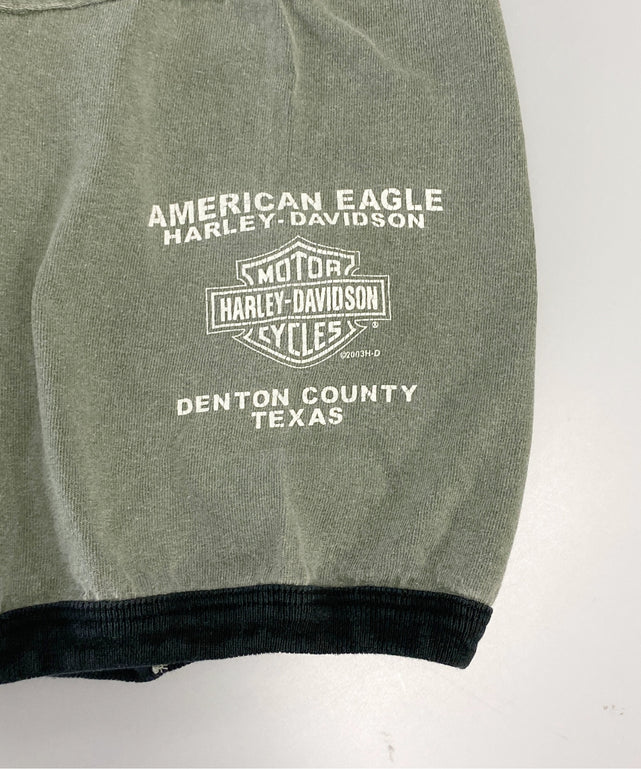 AMERICAN EAGLE
HARLEY-DAVIDSON
MOTOR
HARLEY-DAVIDSON
CYCLES
®
©2003H-D
DENTON COUNTY
TEXAS